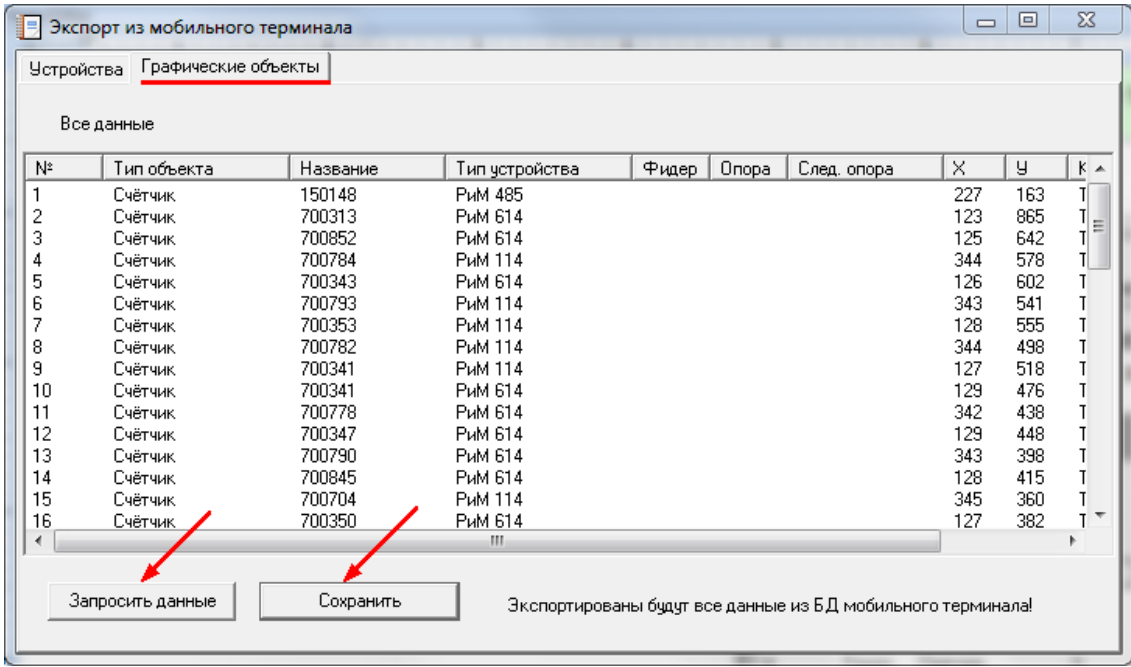 Экспорт из мобильного терминала
Устройства Графические объекты
Все данные
№ Тип объекта Название Тип устройства Фидер Опора След. опора X У К
1 Счётчик 150148 РиМ 485 227 163 Т
2 Счётчик 700313 РиМ 614 123 865 Т
3 Счётчик 700852 РиМ 614 125 642 Т
4 Счётчик 700784 РиМ 114 344 578 Т
5 Счётчик 700343 РиМ 614 126 602 Т
6 Счётчик 700793 РиМ 114 343 541 Т
7 Счётчик 700353 РиМ 114 128 555 Т
8 Счётчик 700782 РиМ 114 344 498 Т
9 Счётчик 700341 РиМ 114 127 518 Т
10 Счётчик 700341 РиМ 614 129 476 Т
11 Счётчик 700778 РиМ 614 342 438 Т
12 Счётчик 700347 РиМ 614 129 448 Т
13 Счётчик 700790 РиМ 614 343 398 Т
14 Счётчик 700845 РиМ 614 128 415 Т
15 Счётчик 700704 РиМ 114 345 360 Т
16 Счётчик 700350 РиМ 614 127 382 Т
Запросить данные Сохранить Экспортированы будут все данные из БД мобильного терминала!